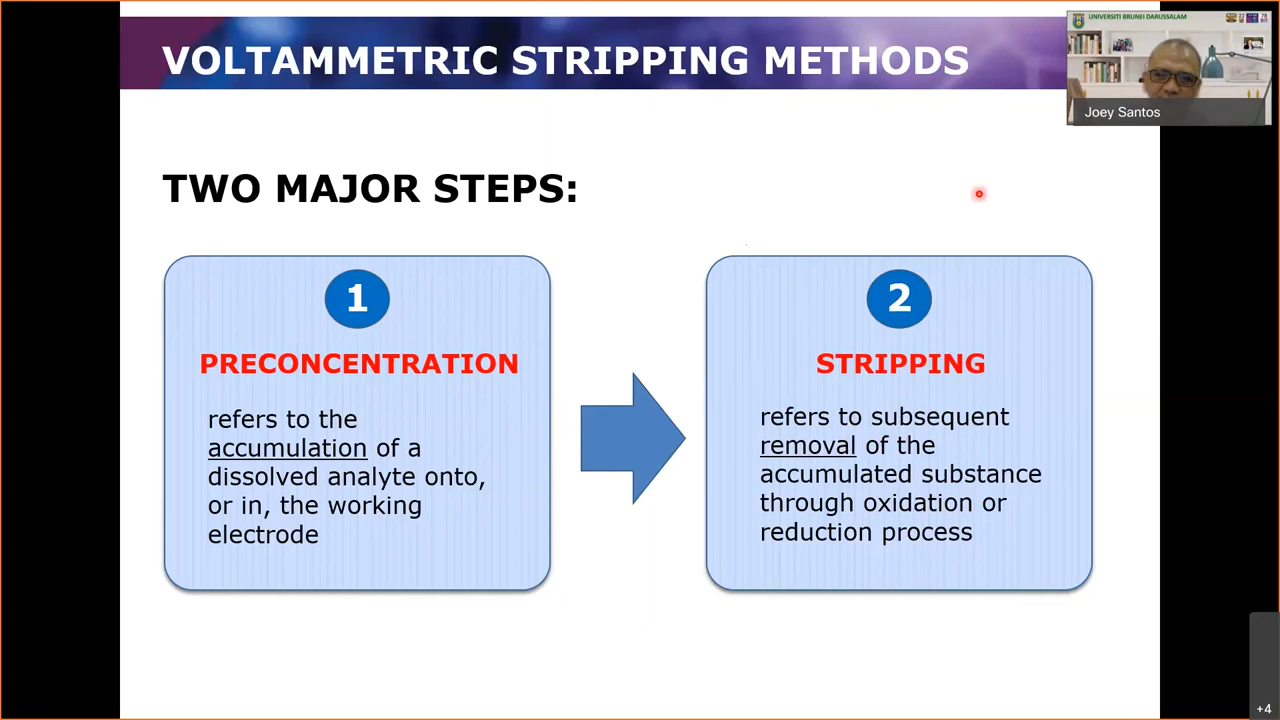 VOLTAMMETRIC STRIPPING METHODS
UNIVERSITI BRUNEI DARUSSALAM
Joey Santos
TWO MAJOR STEPS:
1
PRECONCENTRATION
refers to the
accumulation of a
dissolved analyte onto,
or in, the working
electrode
2
STRIPPING
refers to subsequent
removal of the
accumulated substance
through oxidation or
reduction process
+4